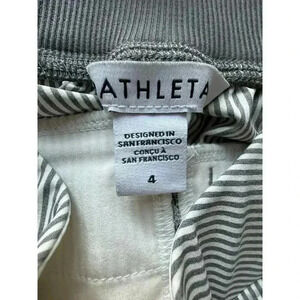 ATHLETA
DESIGNED IN
SAN FRANCISCO
CONÇU À
SAN FRANCISCO
4